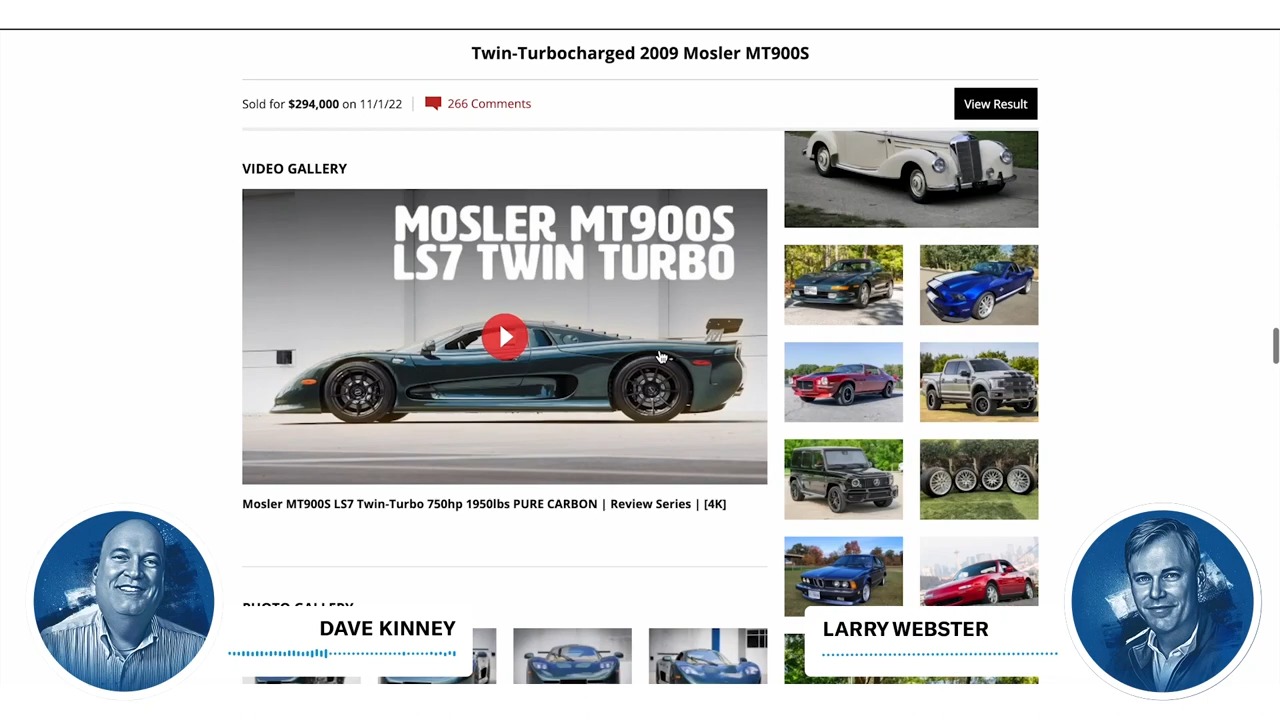 Twin-Turbocharged 2009 Mosler MT900S
Sold for $294,000 on 11/1/22
266 Comments
View Result
VIDEO GALLERY
MOSLER MT900S
LS7 TWIN TURBO
Mosler MT900S LS7 Twin-Turbo 750hp 1950lbs PURE CARBON | Review Series | [4K]
PHOTO GALLERY
DAVE KINNEY
LARRY WEBSTER